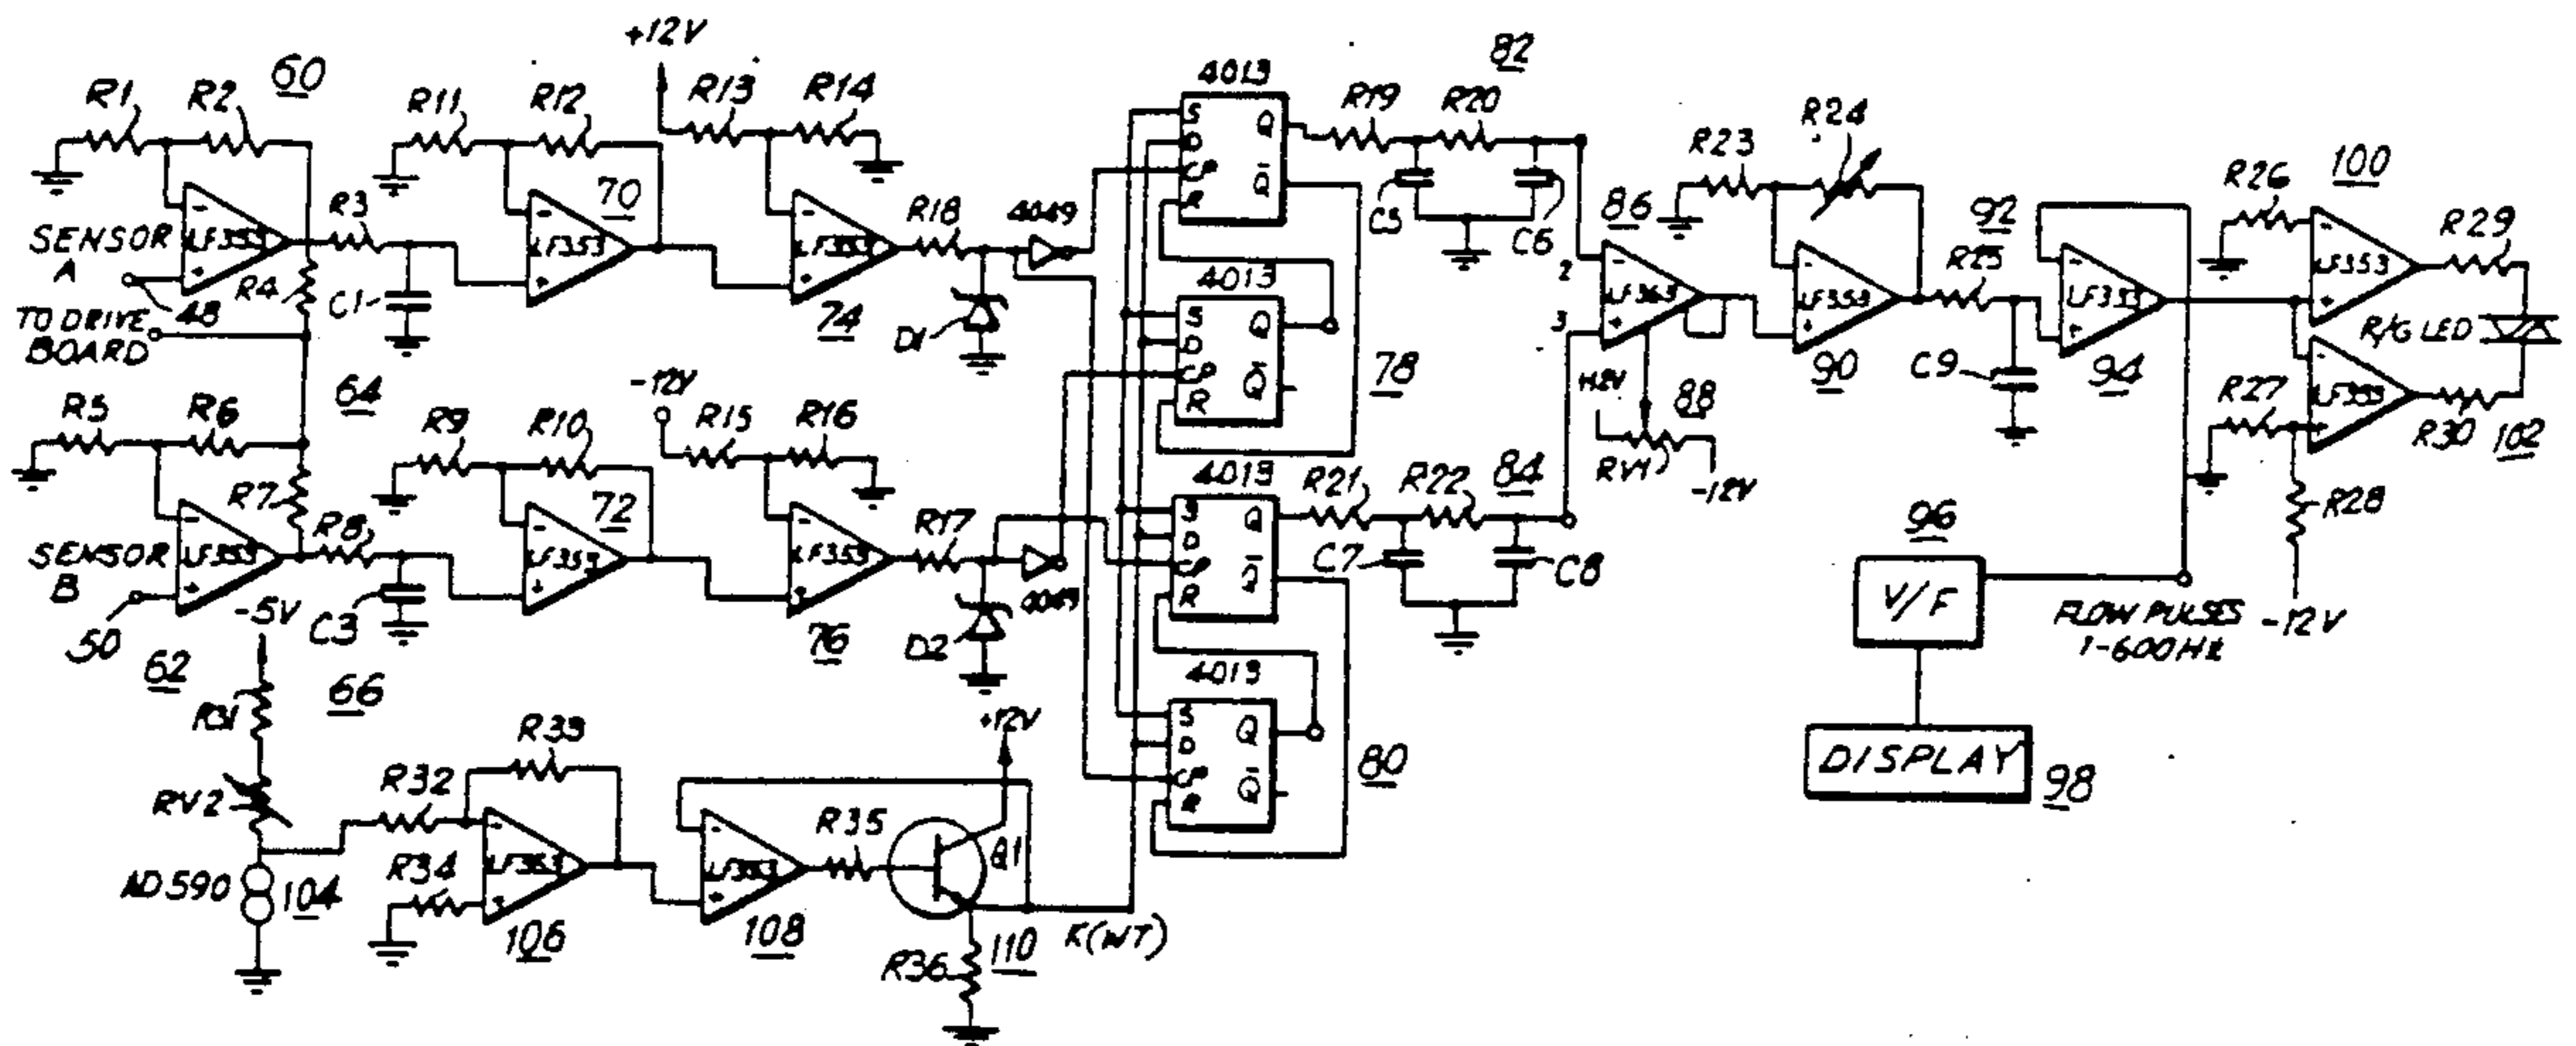 +12V
82
60
R1
R2
R11
R12
R13
R14
4013
R19
R20
S
D
CP
R
Q
Q̄
R23
R24
R26
100
SENSOR
A
48
-
+
LF353
R3
R4
C1
70
-
+
LF353
-
+
LF353
74
R18
4049
D1
C5
C6
86
2
3
-
+
90
-
+
LF353
92
R25
C9
94
-
+
LF353
-
+
LF353
R29
R/G LED
TO DRIVE
BOARD
64
4013
S
D
CP
R
Q
Q̄
78
+12V
88
RV1
-12V
-
+
LF353
R27
R30
102
R28
-12V
R5
R6
R9
R10
-12V
R15
R16
4013
R21
R22
84
S
D
CP
R
Q
Q̄
C7
C8
SENSOR
B
50
-
+
LF353
R7
R8
C3
62
66
72
-
+
LF353
-
+
LF353
76
R17
4049
D2
96
V/F
FLOW PULSES
1-600HZ
DISPLAY
98
-5V
R31
RV2
AD590
104
R32
R33
R34
-
+
LF353
106
-
+
LF353
108
R35
+12V
Q1
110
R36
K(WT)
4013
S
D
CP
R
Q
Q̄
80